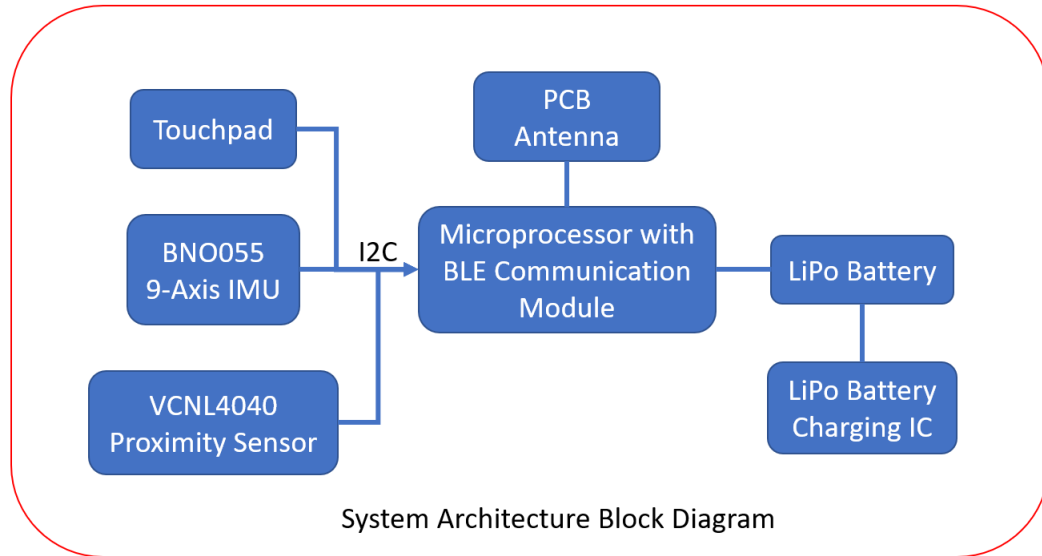 Touchpad
PCB
Antenna
BNO055
9-Axis IMU
I2C
Microprocessor with
BLE Communication
Module
LiPo Battery
VCNL4040
Proximity Sensor
LiPo Battery
Charging IC
System Architecture Block Diagram